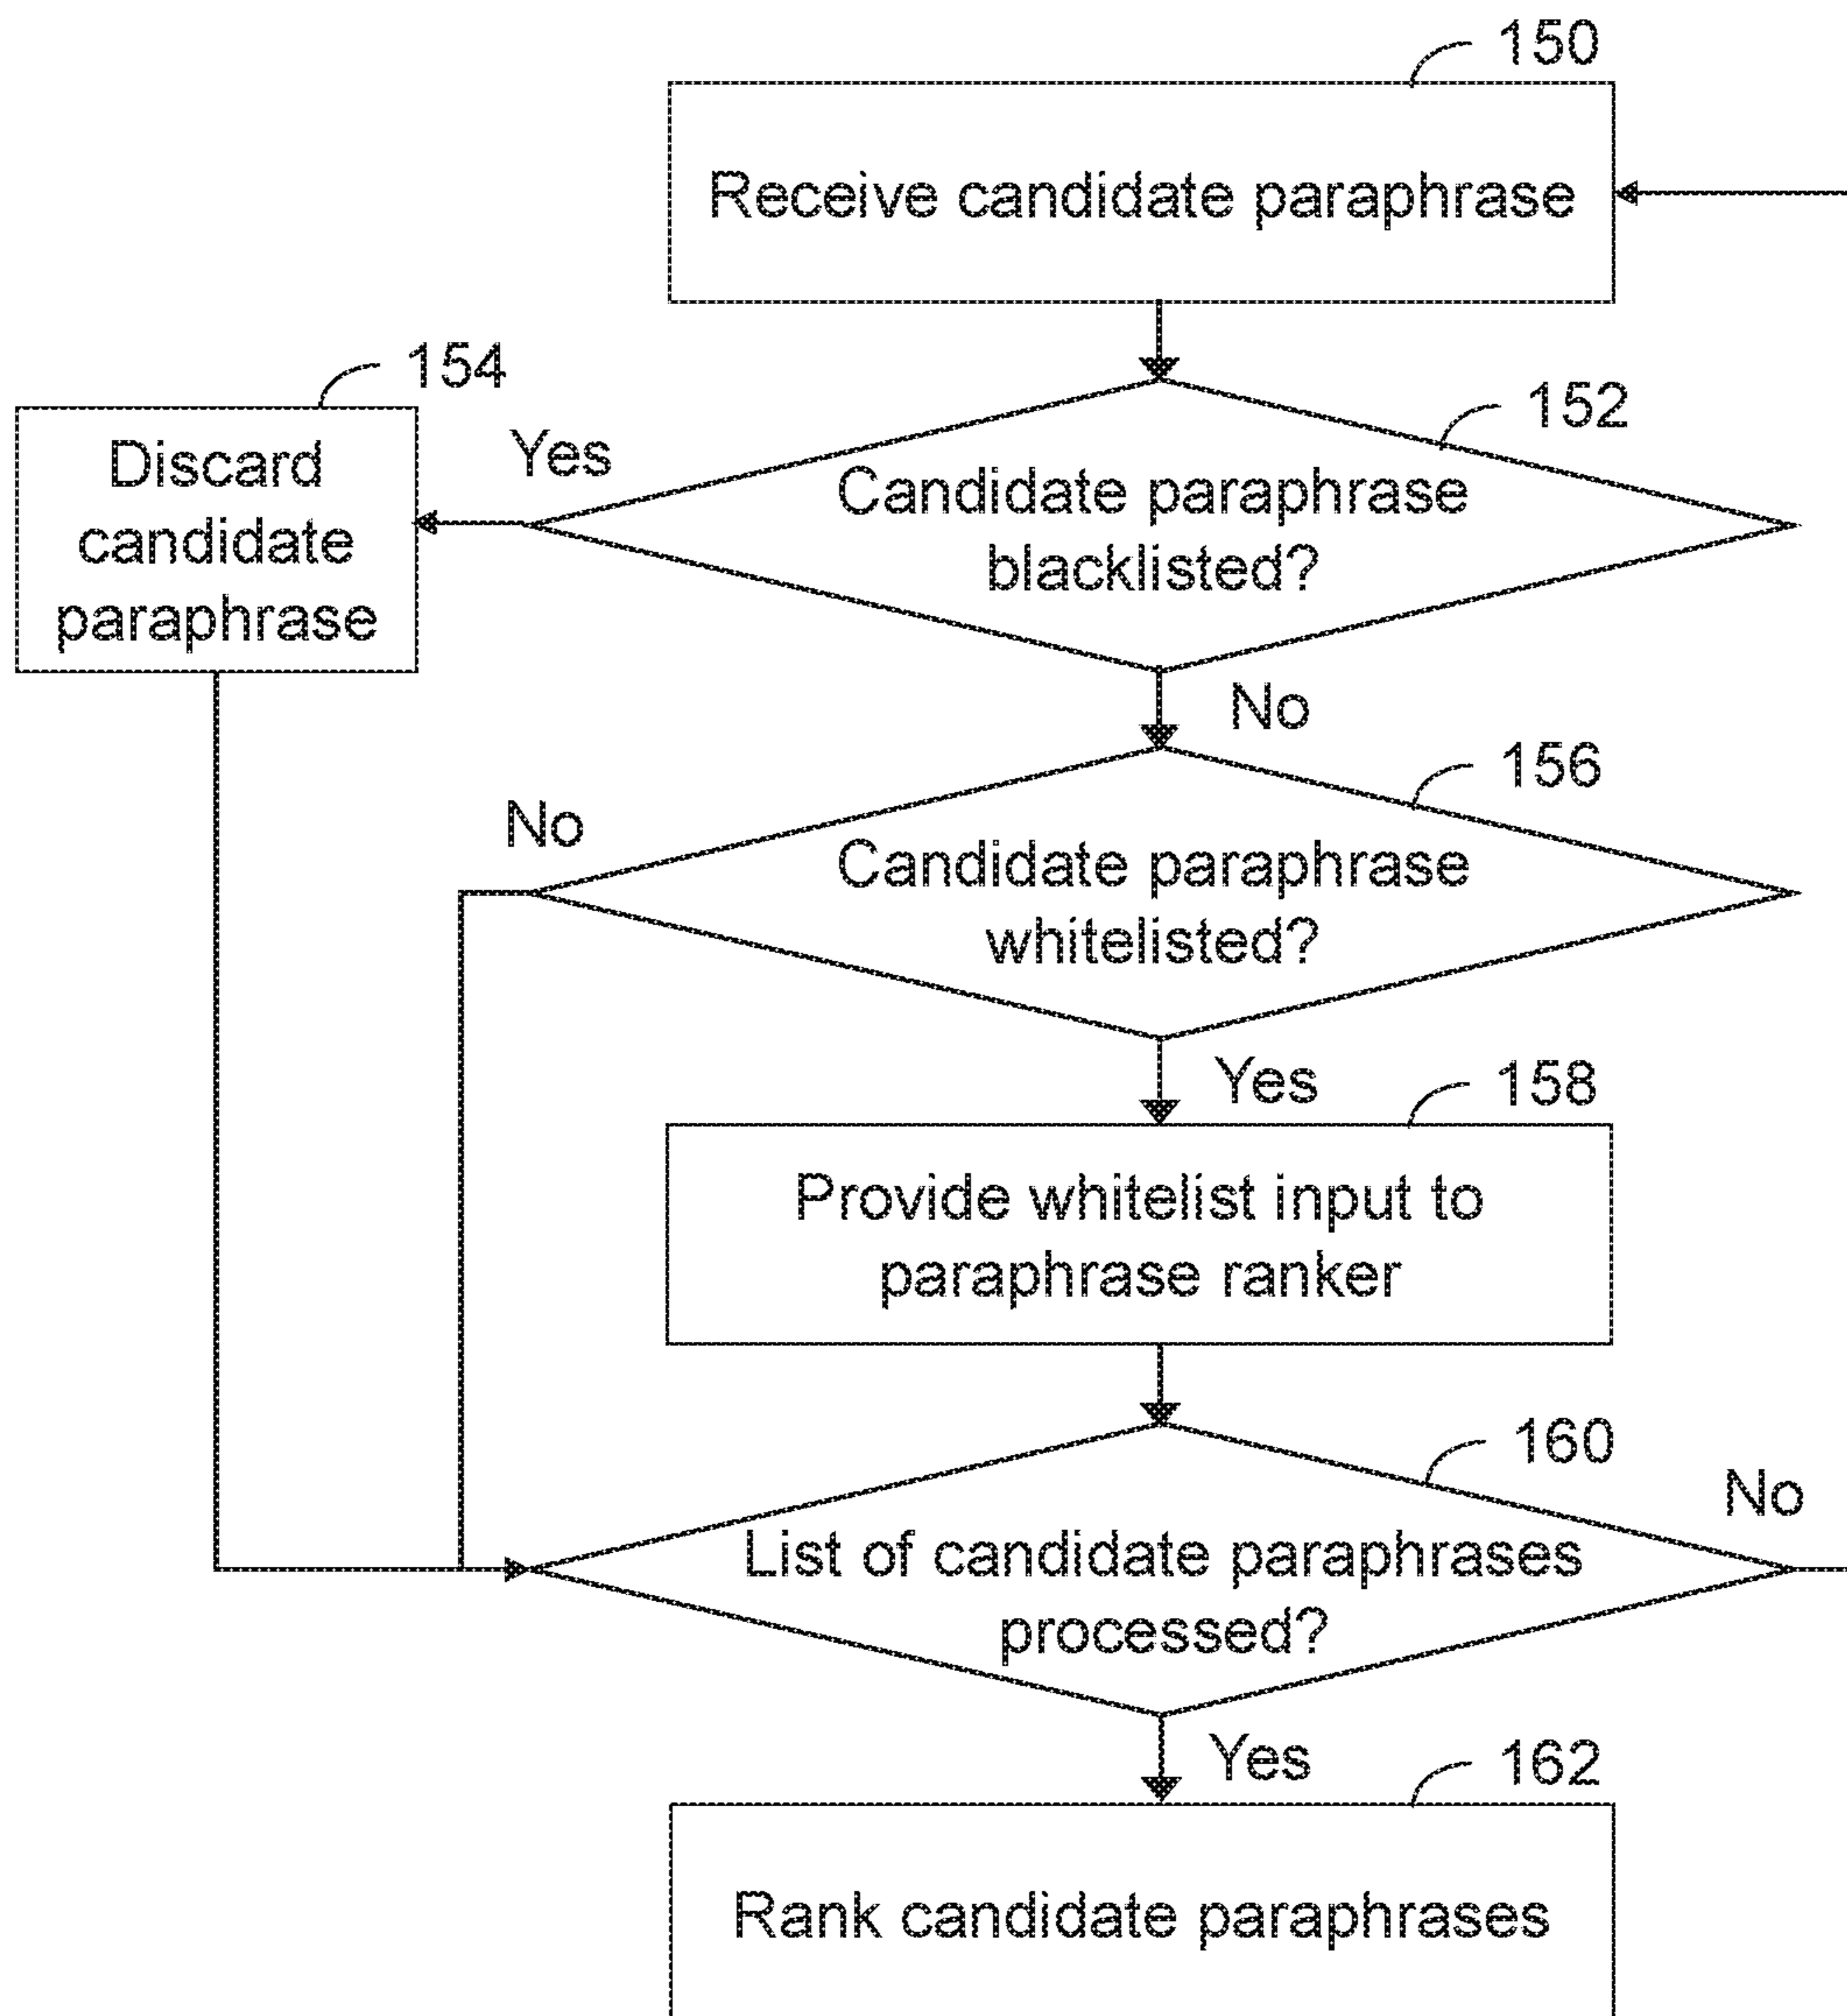 150
Receive candidate paraphrase
154
Discard
candidate
paraphrase
Yes
152
Candidate paraphrase
blacklisted?
No
156
No
Candidate paraphrase
whitelisted?
Yes
158
Provide whitelist input to
paraphrase ranker
160
No
List of candidate paraphrases
processed?
Yes
162
Rank candidate paraphrases